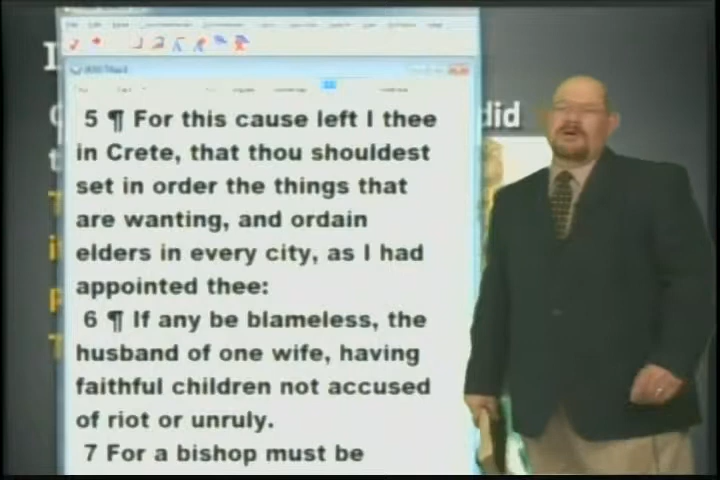 did
5 ¶ For this cause left I thee
in Crete, that thou shouldest
set in order the things that
are wanting, and ordain
elders in every city, as I had
appointed thee:
6 ¶ If any be blameless, the
husband of one wife, having
faithful children not accused
of riot or unruly.
7 For a bishop must be